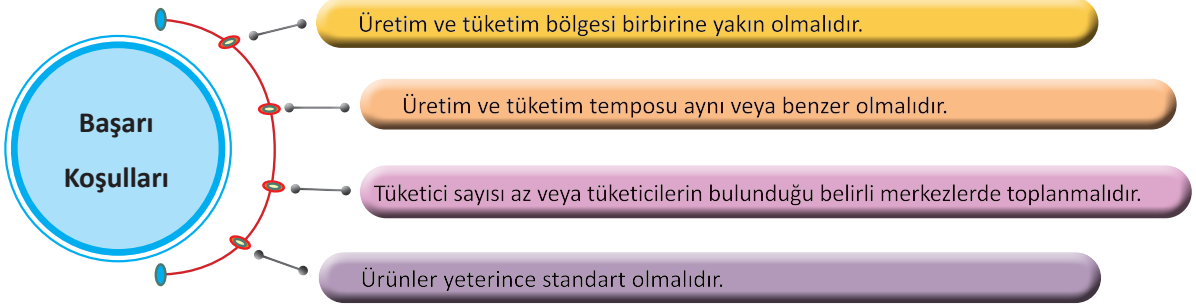 Başarı
Koşulları
Üretim ve tüketim bölgesi birbirine yakın olmalıdır.
Üretim ve tüketim temposu aynı veya benzer olmalıdır.
Tüketici sayısı az veya tüketicilerin bulunduğu belirli merkezlerde toplanmalıdır.
Ürünler yeterince standart olmalıdır.